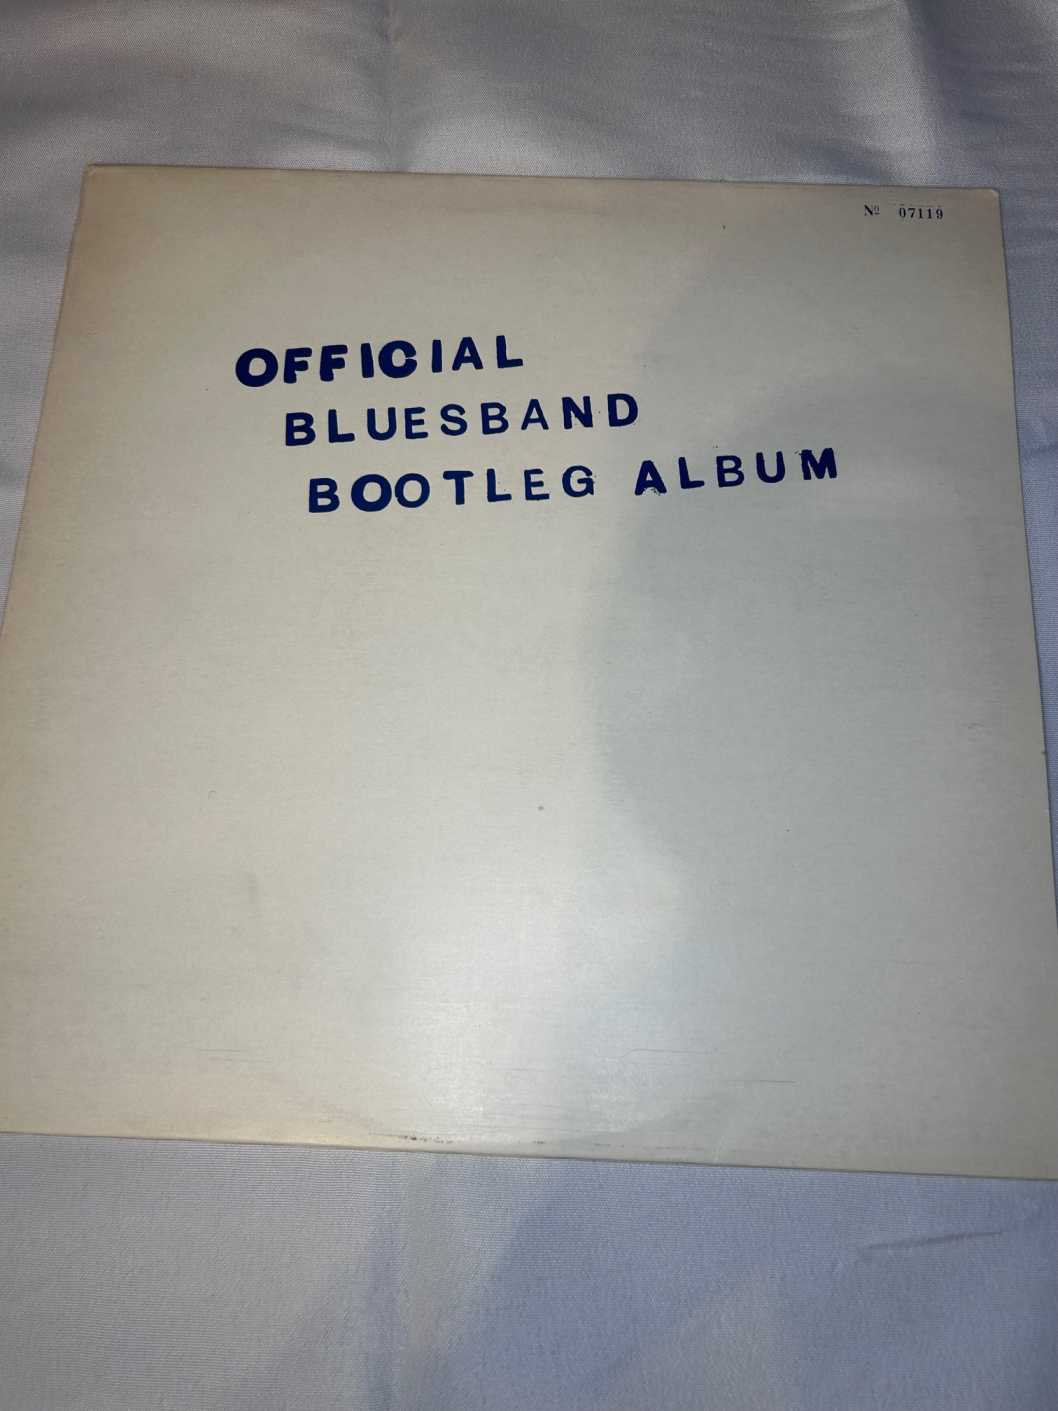 Nº 07119
OFFICIAL
BLUESBAND
BOOTLEG ALBUM